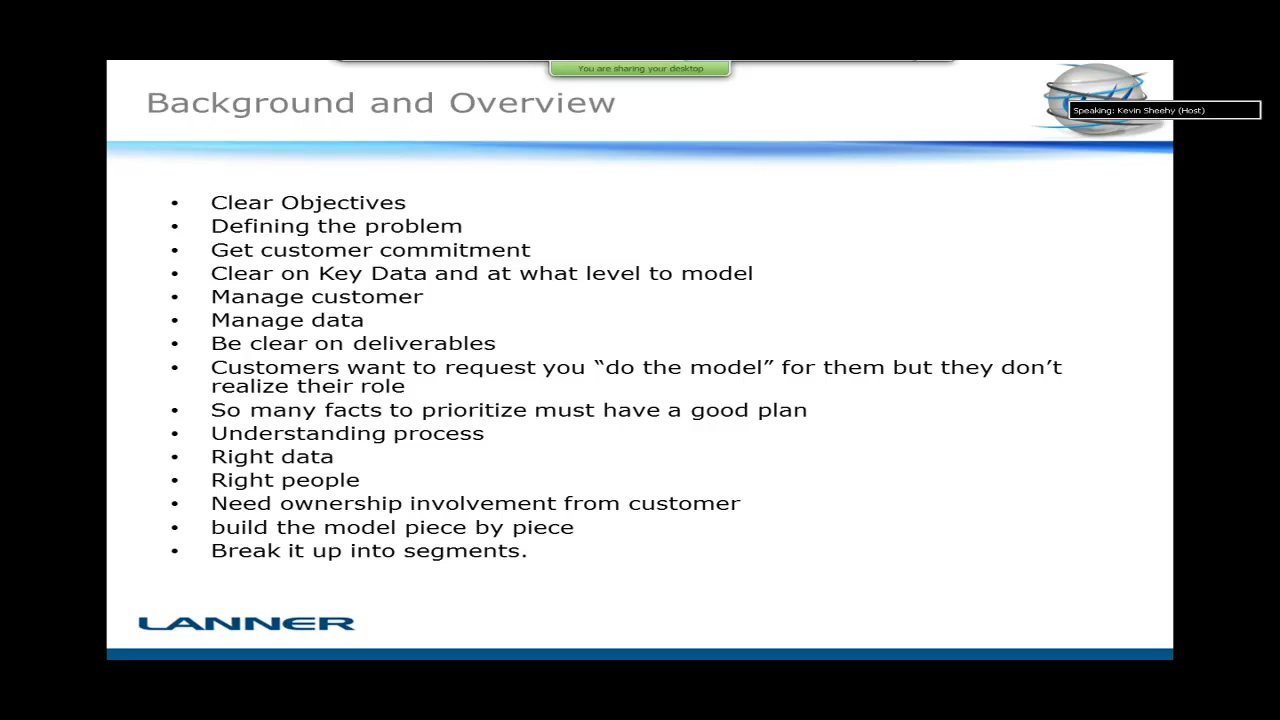 You are sharing your desktop
Background and Overview
Speaking: Kevin Sheehy (Host)
• Clear Objectives
• Defining the problem
• Get customer commitment
• Clear on Key Data and at what level to model
• Manage customer
• Manage data
• Be clear on deliverables
• Customers want to request you “do the model” for them but they don’t
realize their role
• So many facts to prioritize must have a good plan
• Understanding process
• Right data
• Right people
• Need ownership involvement from customer
• build the model piece by piece
• Break it up into segments.
LANNER